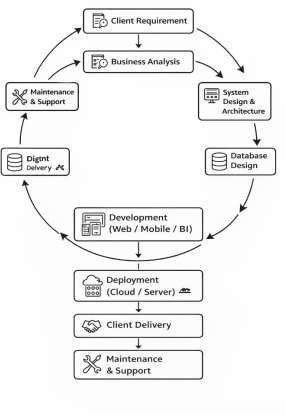 Client Requirement
Business Analysis
Maintenance
& Support
System
Design &
Architecture
Digtnt
Delivery
Database
Design
Development
(Web / Mobile / BI)
Deployment
(Cloud / Server)
Client Delivery
Maintenance
& Support